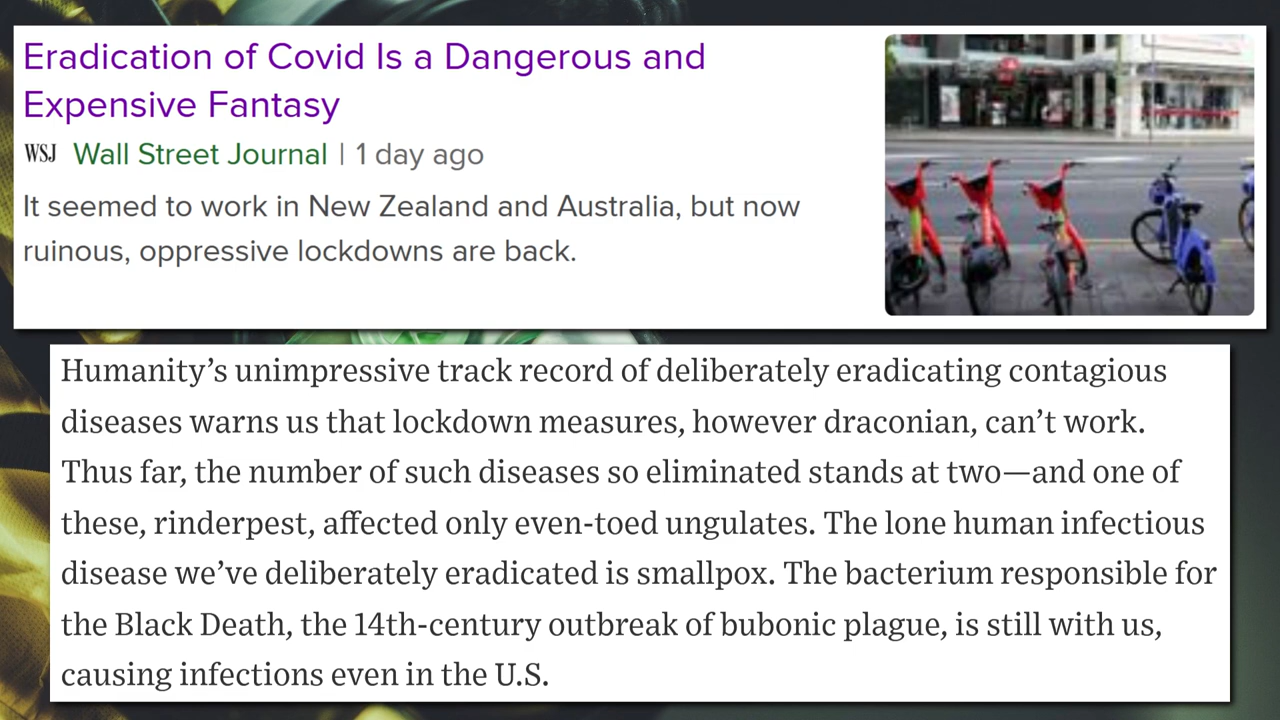 Eradication of Covid Is a Dangerous and
Expensive Fantasy
WSJ Wall Street Journal | 1 day ago
It seemed to work in New Zealand and Australia, but now
ruinous, oppressive lockdowns are back.
Humanity’s unimpressive track record of deliberately eradicating contagious
diseases warns us that lockdown measures, however draconian, can’t work.
Thus far, the number of such diseases so eliminated stands at two—and one of
these, rinderpest, affected only even-toed ungulates. The lone human infectious
disease we’ve deliberately eradicated is smallpox. The bacterium responsible for
the Black Death, the 14th-century outbreak of bubonic plague, is still with us,
causing infections even in the U.S.